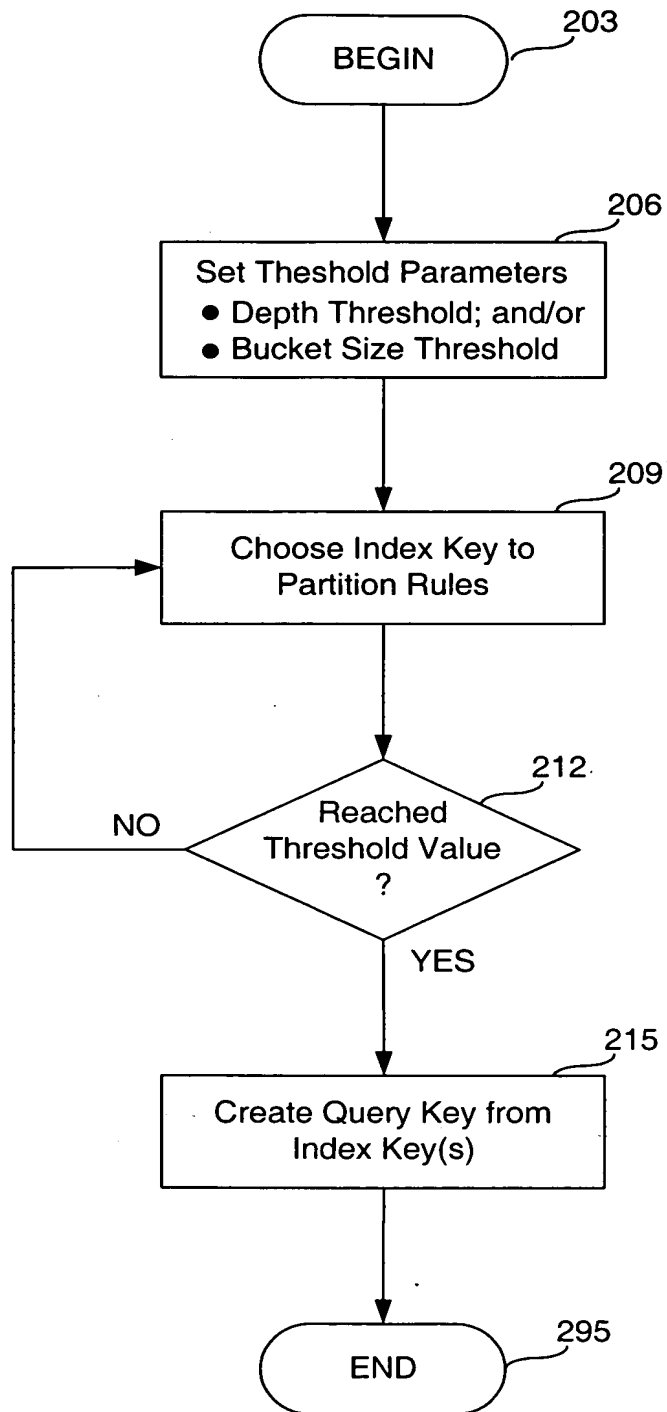 BEGIN
203
206
Set Theshold Parameters
● Depth Threshold; and/or
● Bucket Size Threshold
209
Choose Index Key to
Partition Rules
212
Reached
Threshold Value
?
NO
YES
215
Create Query Key from
Index Key(s)
END
295